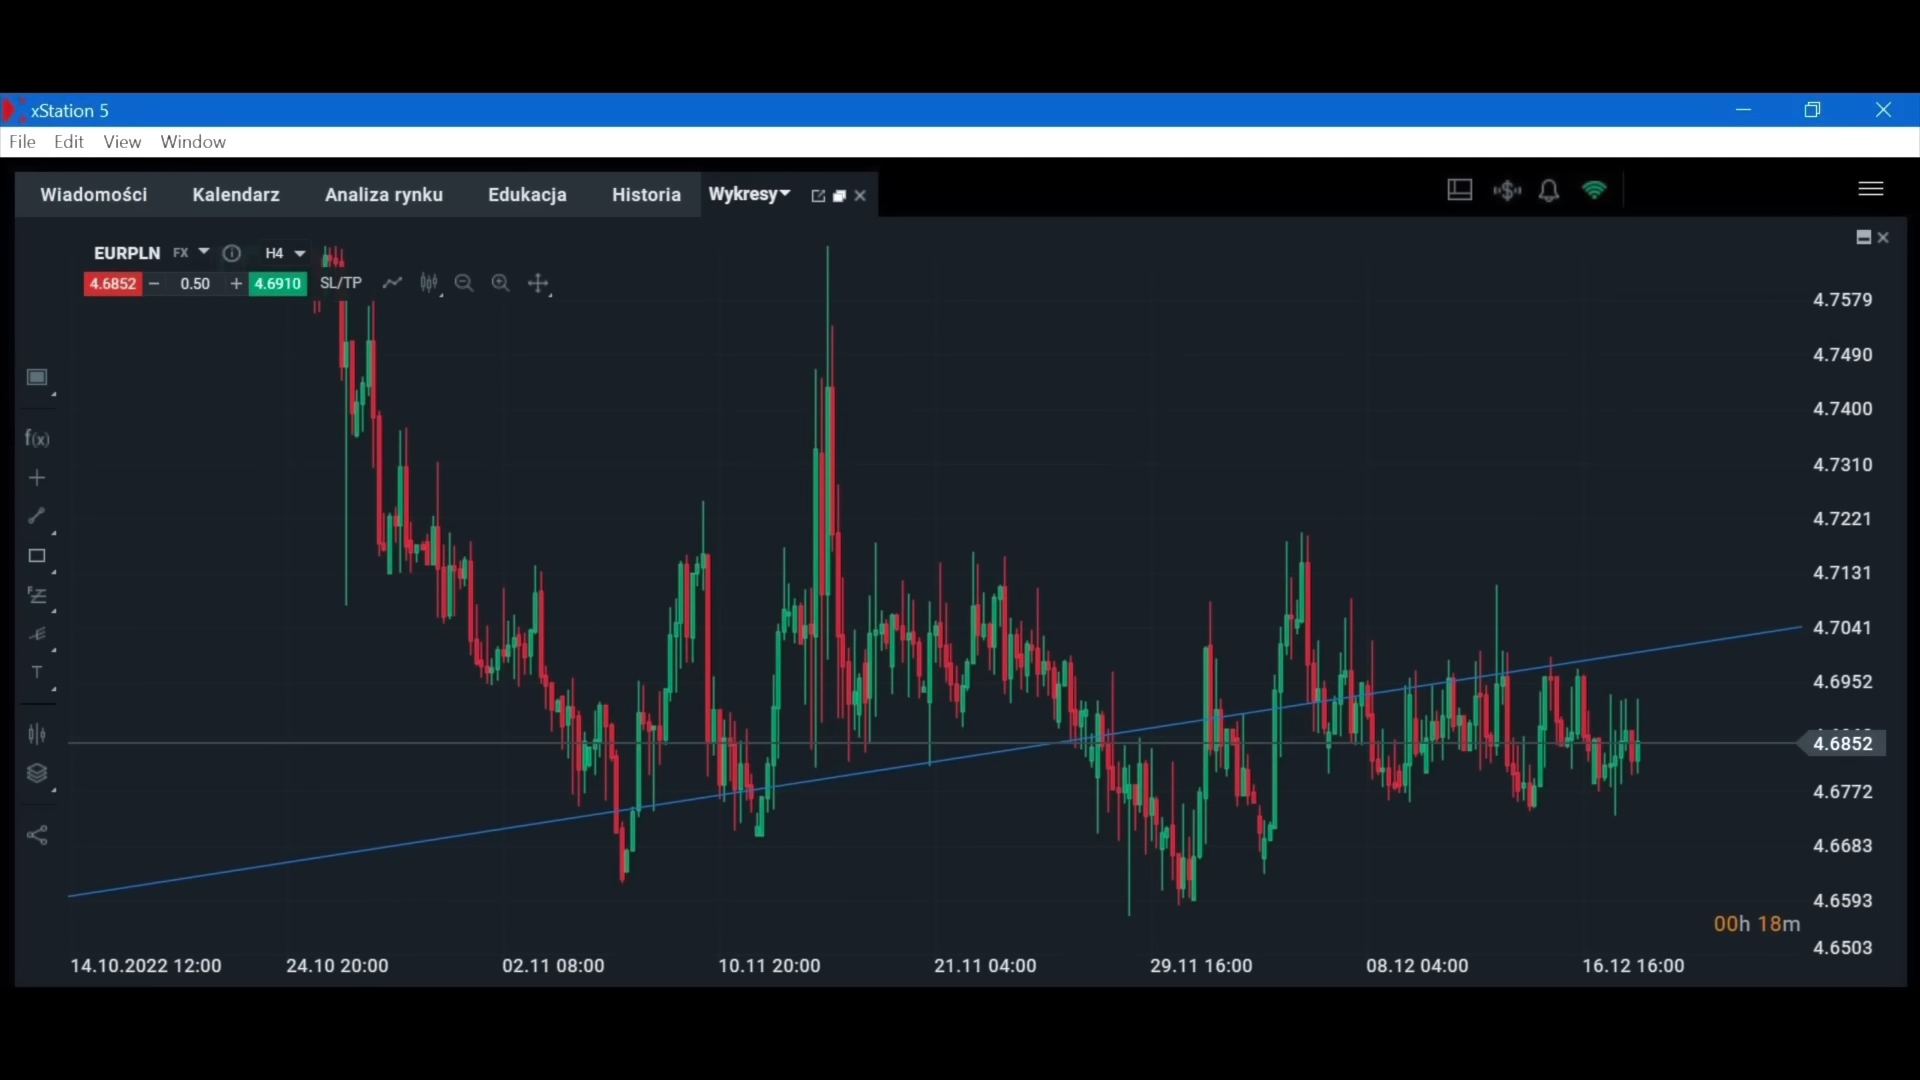 xStation 5
File Edit View Window
Wiadomości Kalendarz Analiza rynku Edukacja Historia Wykresy
EURPLN FX H4
4.6852 0.50 4.6910 SL/TP
f(x)
T
4.7579
4.7490
4.7400
4.7310
4.7221
4.7131
4.7041
4.6952
4.6852
4.6772
4.6683
4.6593
00h 18m
4.6503
14.10.2022 12:00 24.10 20:00 02.11 08:00 10.11 20:00 21.11 04:00 29.11 16:00 08.12 04:00 16.12 16:00